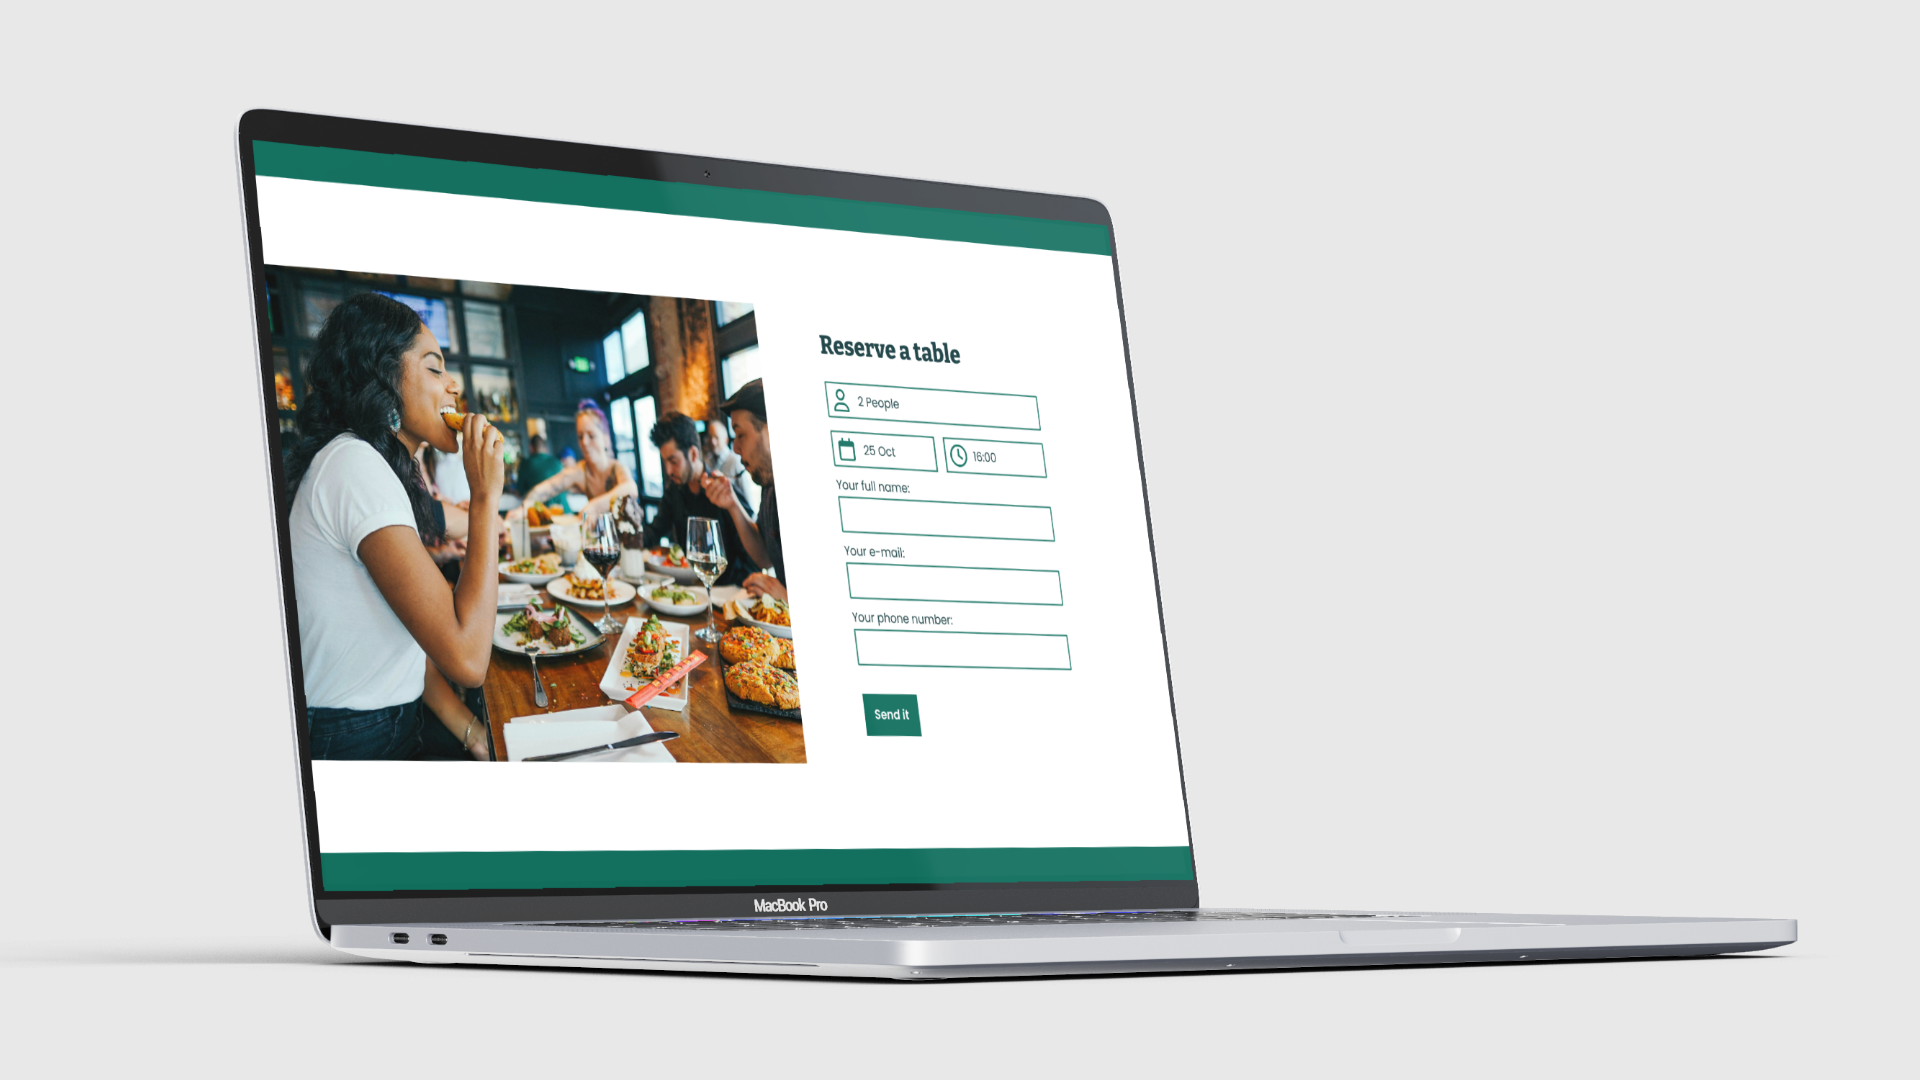 Reserve a table
2 People
25 Oct
16:00
Your full name:
Your e-mail:
Your phone number:
Send it
MacBook Pro